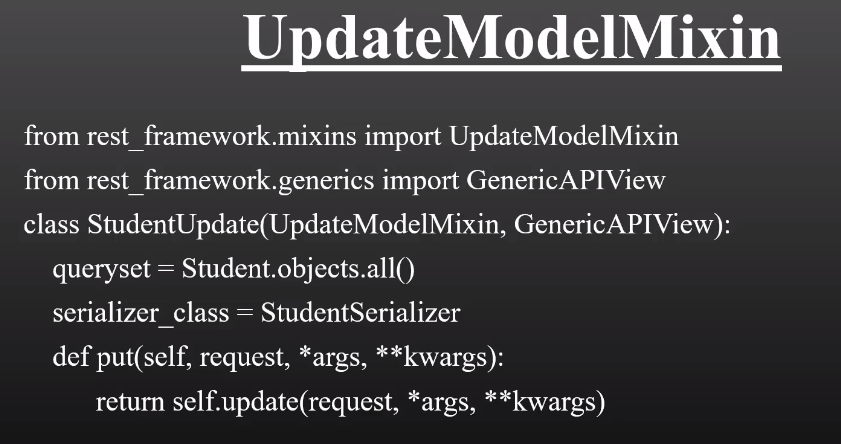 UpdateModelMixin
from rest_framework.mixins import UpdateModelMixin
from rest_framework.generics import GenericAPIView
class StudentUpdate(UpdateModelMixin, GenericAPIView):
queryset = Student.objects.all()
serializer_class = StudentSerializer
def put(self, request, *args, **kwargs):
return self.update(request, *args, **kwargs)